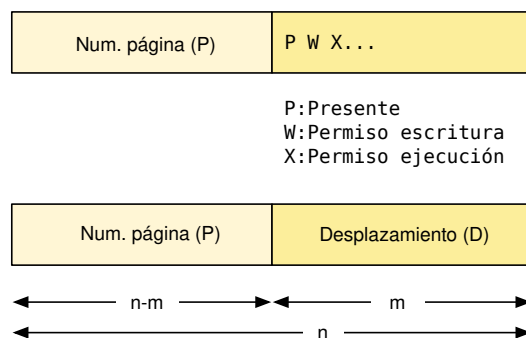 Num. página (P) P W X...
P:Presente
W:Permiso escritura
X:Permiso ejecución
Num. página (P) Desplazamiento (D)
n-m m
n